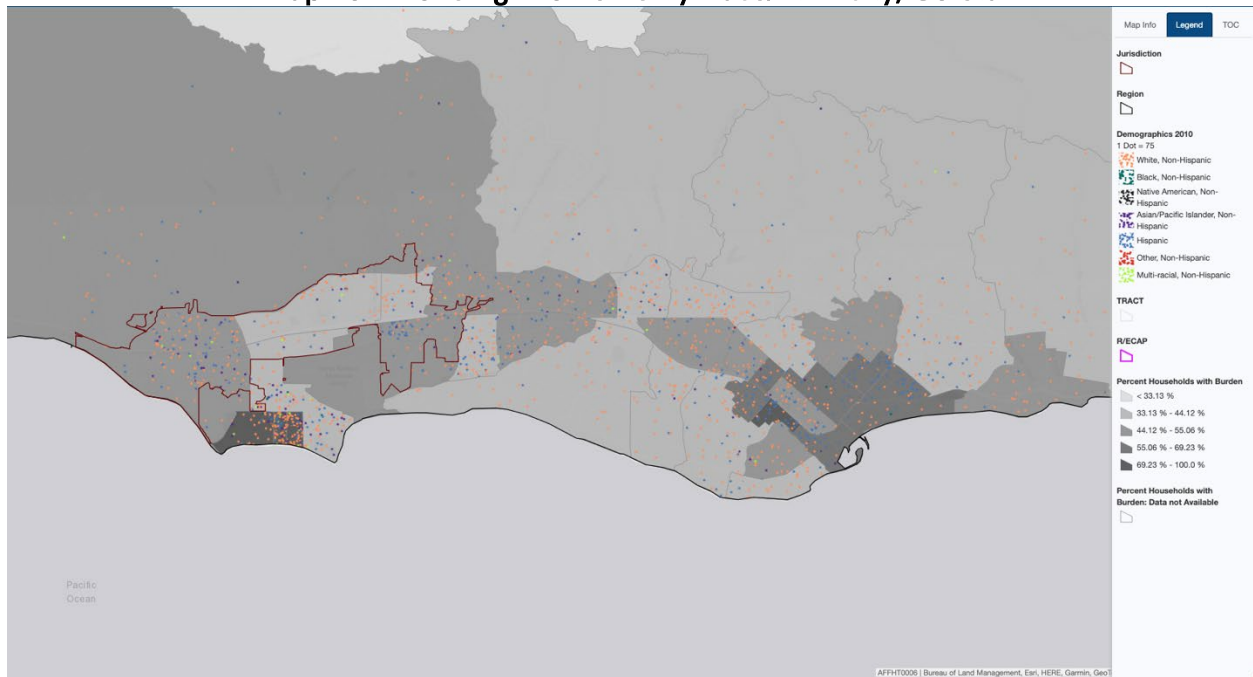 Map Info Legend TOC
Jurisdiction
Region
Demographics 2010
1 Dot = 75
White, Non-Hispanic
Black, Non-Hispanic
Native American, Non-
Hispanic
Asian/Pacific Islander, Non-
Hispanic
Hispanic
Other, Non-Hispanic
Multi-racial, Non-Hispanic
TRACT
R/ECAP
Percent Households with Burden
< 33.13 %
33.13 % - 44.12 %
44.12 % - 55.06 %
55.06 % - 69.23 %
69.23 % - 100.0 %
Percent Households with
Burden: Data not Available
Pacific
Ocean
AFFHT0006 | Bureau of Land Management, Esri, HERE, Garmin, GeoT